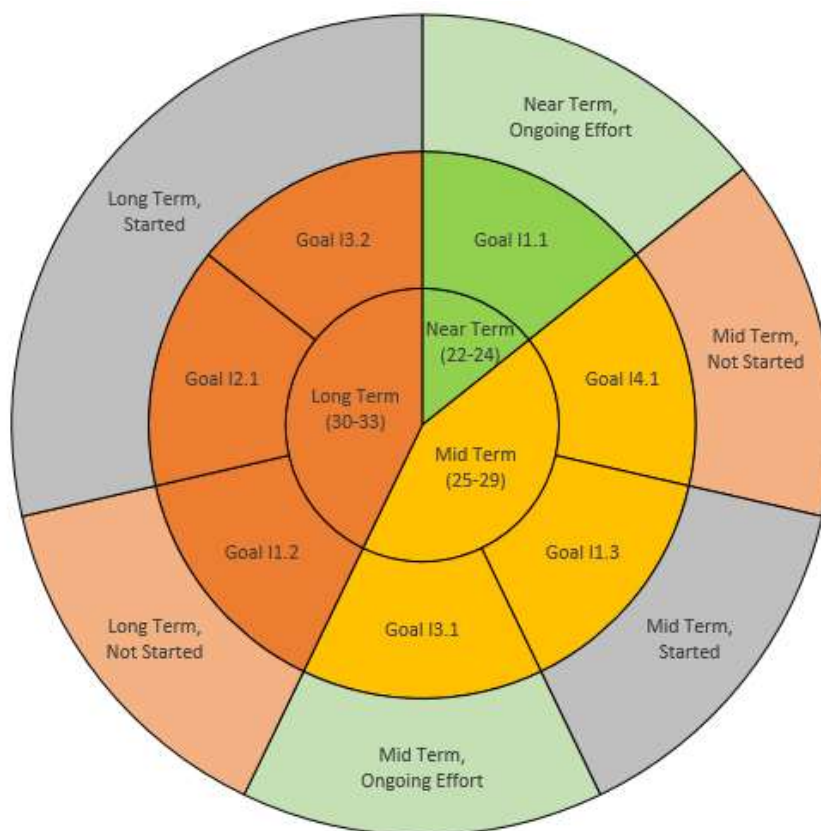 Near Term,
Ongoing Effort
Long Term,
Started
Goal I3.2
Goal I1.1
Near Term
(22-24)
Mid Term,
Not Started
Goal I2.1
Goal I4.1
Long Term
(30-33)
Mid Term
(25-29)
Goal I1.2
Goal I1.3
Long Term,
Not Started
Goal I3.1
Mid Term,
Started
Mid Term,
Ongoing Effort